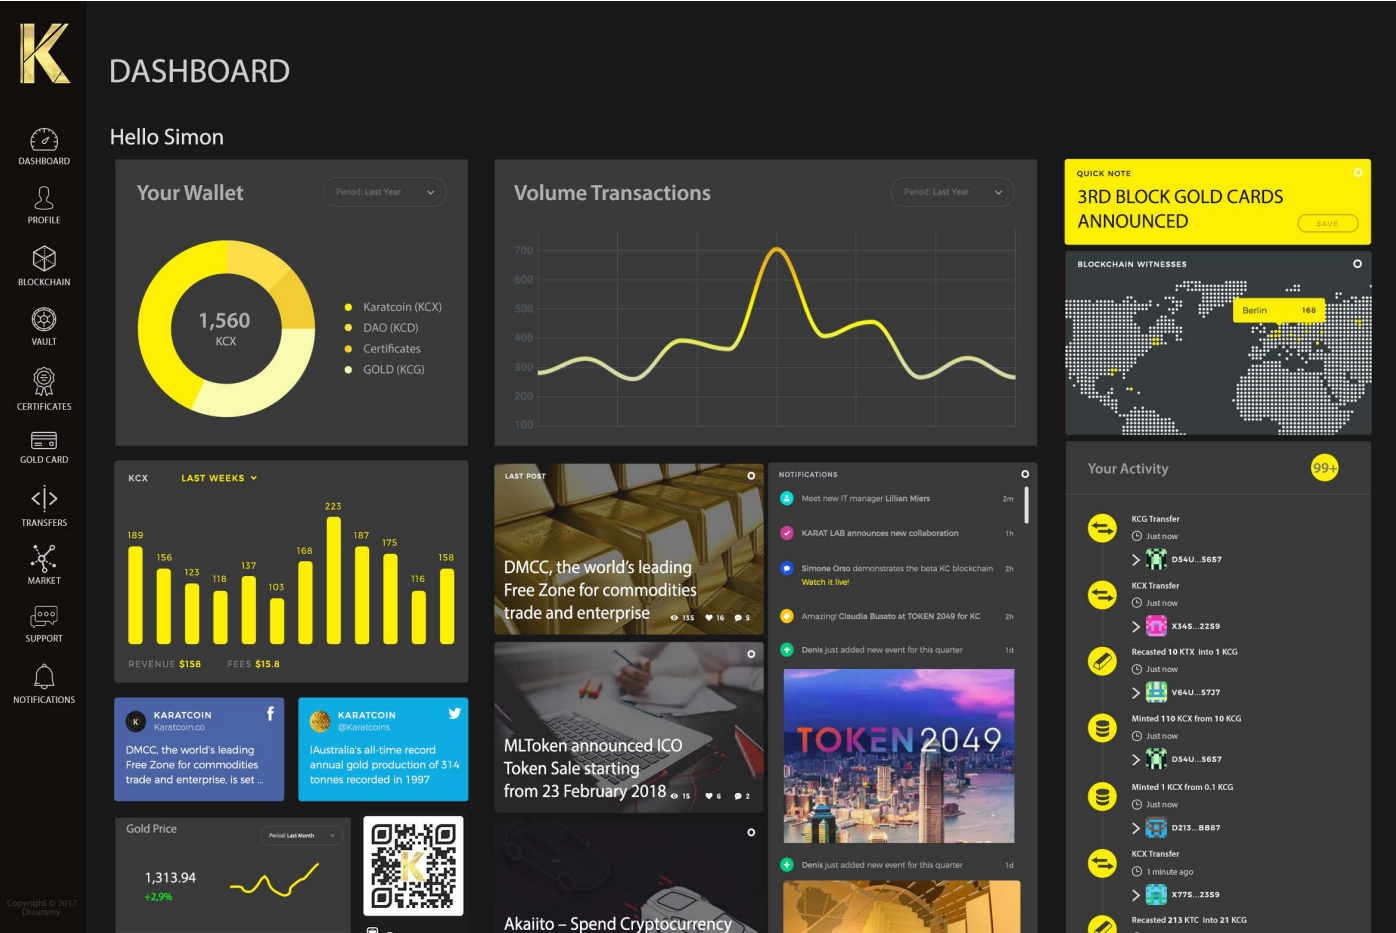 K
DASHBOARD
PROFILE
BLOCKCHAIN
VAULT
CERTIFICATES
GOLD CARD
TRANSFERS
MARKET
SUPPORT
NOTIFICATIONS
Copyright © 2017
Dreammy.
DASHBOARD
Hello Simon
Your Wallet
Period: Last Year
1,560
KCX
Karatcoin (KCX)
DAO (KCD)
Certificates
GOLD (KCG)
Volume Transactions
Period: Last Year
700
600
500
400
300
200
100
QUICK NOTE
3RD BLOCK GOLD CARDS
ANNOUNCED
SAVE
BLOCKCHAIN WITNESSES
Berlin 168
KCX LAST WEEKS
189
156
123
118
137
103
168
223
187
175
116
158
REVENUE $158 FEES $15.8
KARATCOIN
Karatcoin.co
DMCC, the world's leading
Free Zone for commodities
trade and enterprise, is set ...
KARATCOIN
@Karatcoins
IAustralia's all-time record
annual gold production of 314
tonnes recorded in 1997
Gold Price
Period: Last Month
1,313.94
+2,9%
K
LAST POST
DMCC, the world's leading
Free Zone for commodities
trade and enterprise 135 16 5
MLToken announced ICO
Token Sale starting
from 23 February 2018 15 6 2
Akaiito – Spend Cryptocurrency
NOTIFICATIONS
Meet new IT manager Lillian Miers 2m
KARAT LAB announces new collaboration 1h
Simone Orso demonstrates the beta KC blockchain 2h
Watch it live!
Amazing! Claudia Busato at TOKEN 2049 for KC 2h
Denis just added new event for this quarter 1d
TOKEN 2049
Denis just added new event for this quarter 1d
Your Activity 99+
KCG Transfer
Just now
D54U...56S7
KCX Transfer
Just now
X34S...22S9
Recasted 10 KTX into 1 KCG
Just now
V64U...57J7
Minted 110 KCX from 10 KCG
Just now
D54U...56S7
Minted 1 KCX from 0.1 KCG
Just now
D213...BB87
KCX Transfer
1 minute ago
X77S...23S9
Recasted 213 KTC into 21 KCG